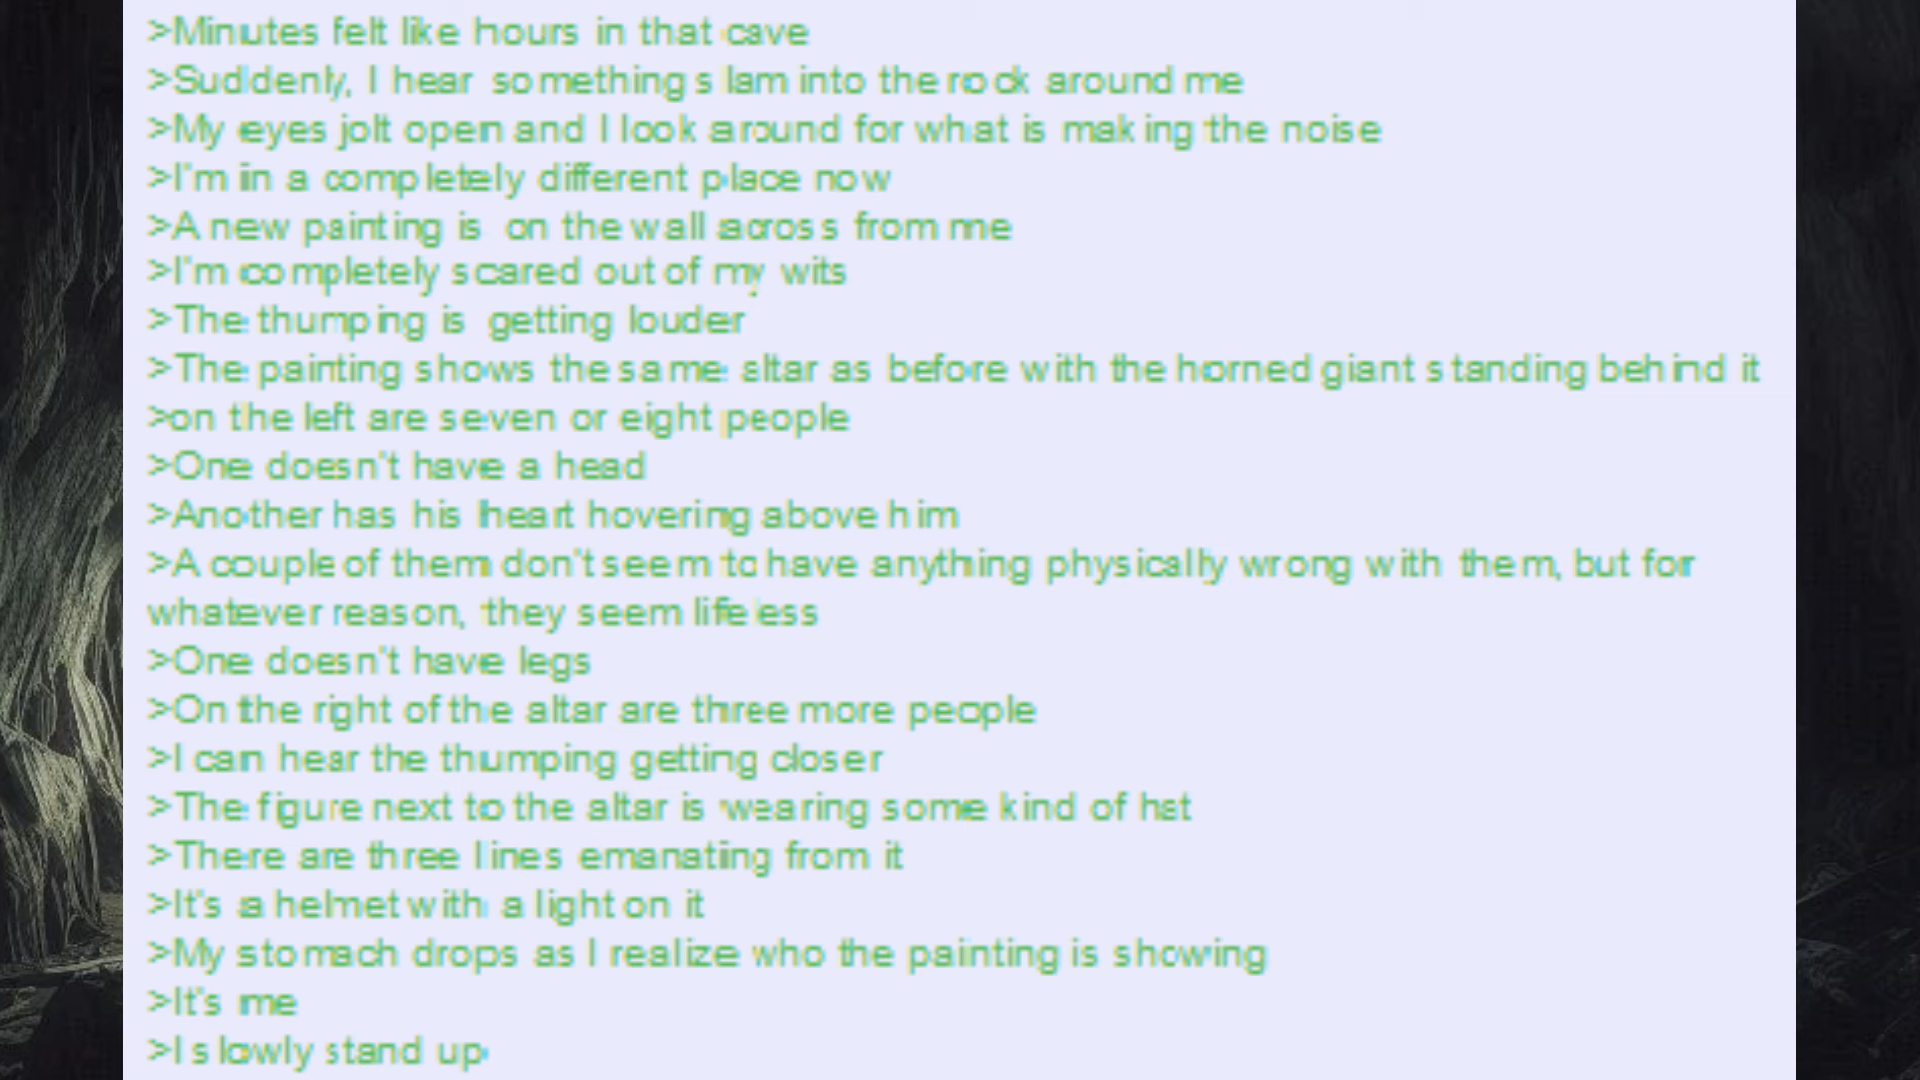 >Minutes felt like hours in that cave
>Suddenly, I hear something slam into the rock around me
>My eyes jolt open and I look around for what is making the noise
>I'm in a completely different place now
>A new painting is on the wall across from me
>I'm completely scared out of my wits
>The thumping is getting louder
>The painting shows the same altar as before with the horned giant standing behind it
>on the left are seven or eight people
>One doesn't have a head
>Another has his heart hovering above him
>A couple of them don't seem to have anything physically wrong with them, but for
whatever reason, they seem lifeless
>One doesn't have legs
>On the right of the altar are three more people
>I can hear the thumping getting closer
>The figure next to the altar is wearing some kind of hat
>There are three lines emanating from it
>It's a helmet with a light on it
>My stomach drops as I realize who the painting is showing
>It's me
>I slowly stand up